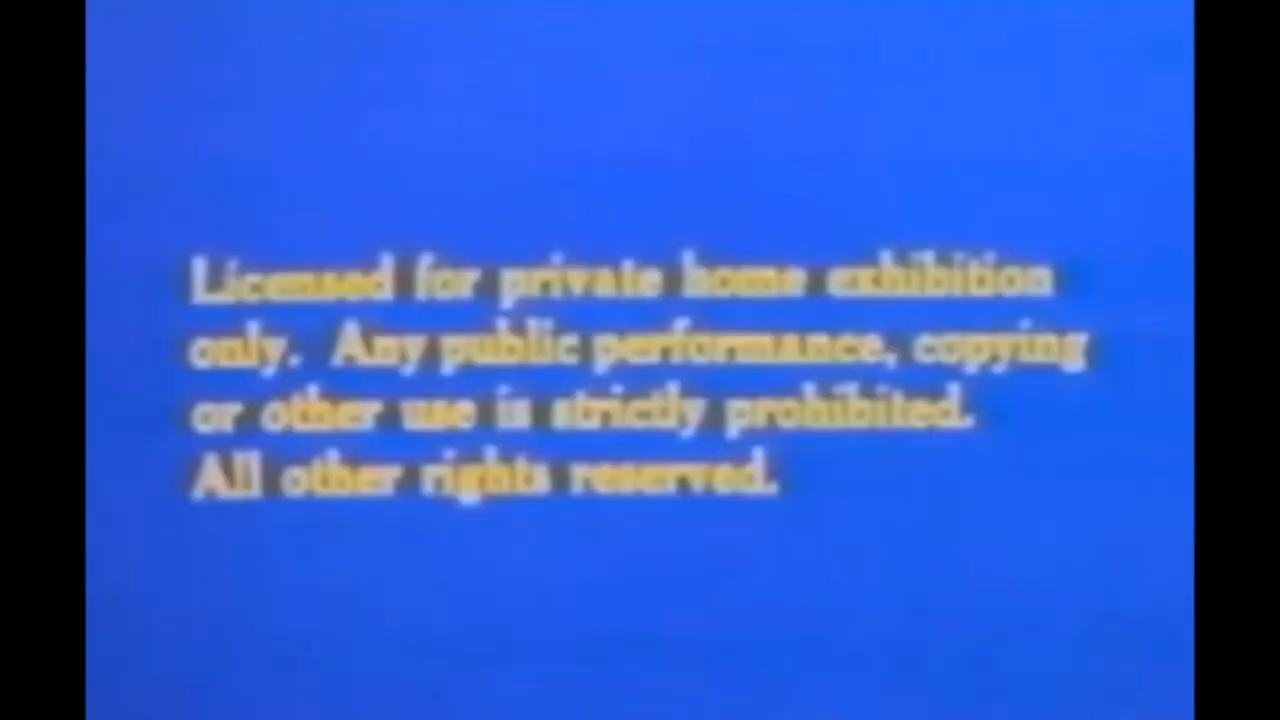 Licensed for private home exhibition
only. Any public performance, copying
or other use is strictly prohibited.
All other rights reserved.